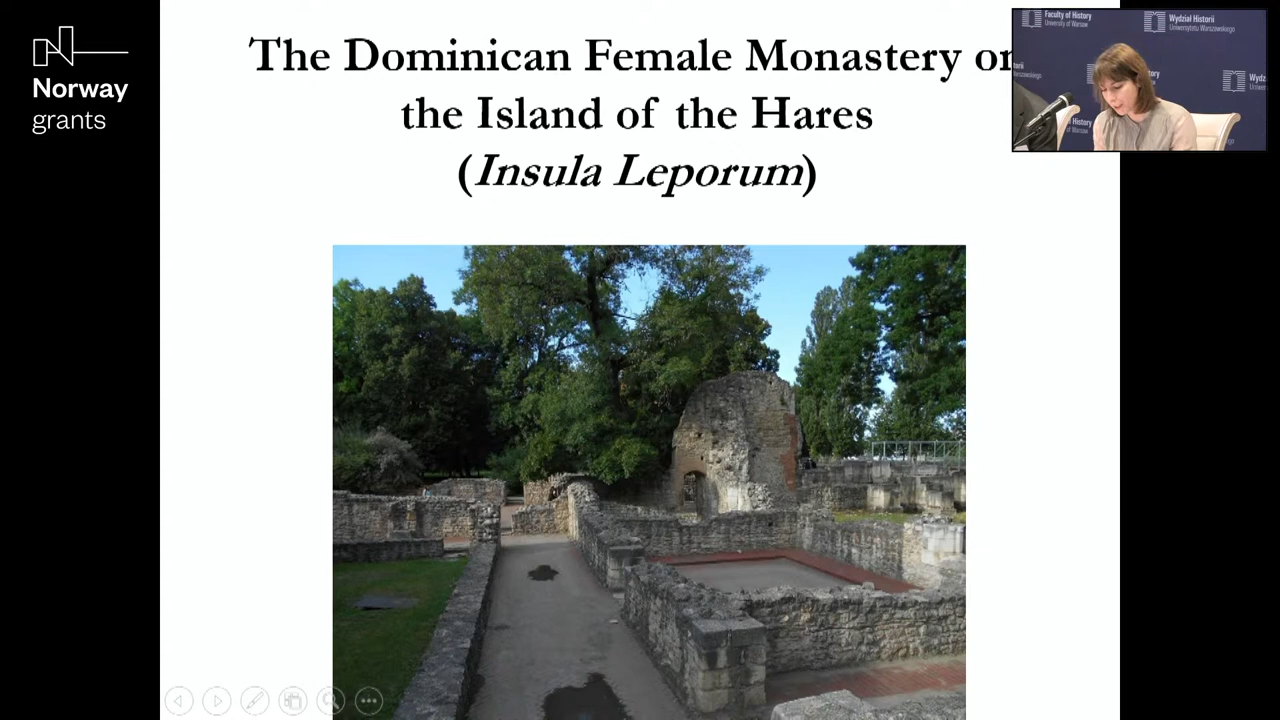 Norway
grants
The Dominican Female Monastery on
the Island of the Hares
(Insula Leporum)
Faculty of History
University of Warsaw
Wydział Historii
Uniwersytetu Warszawskiego